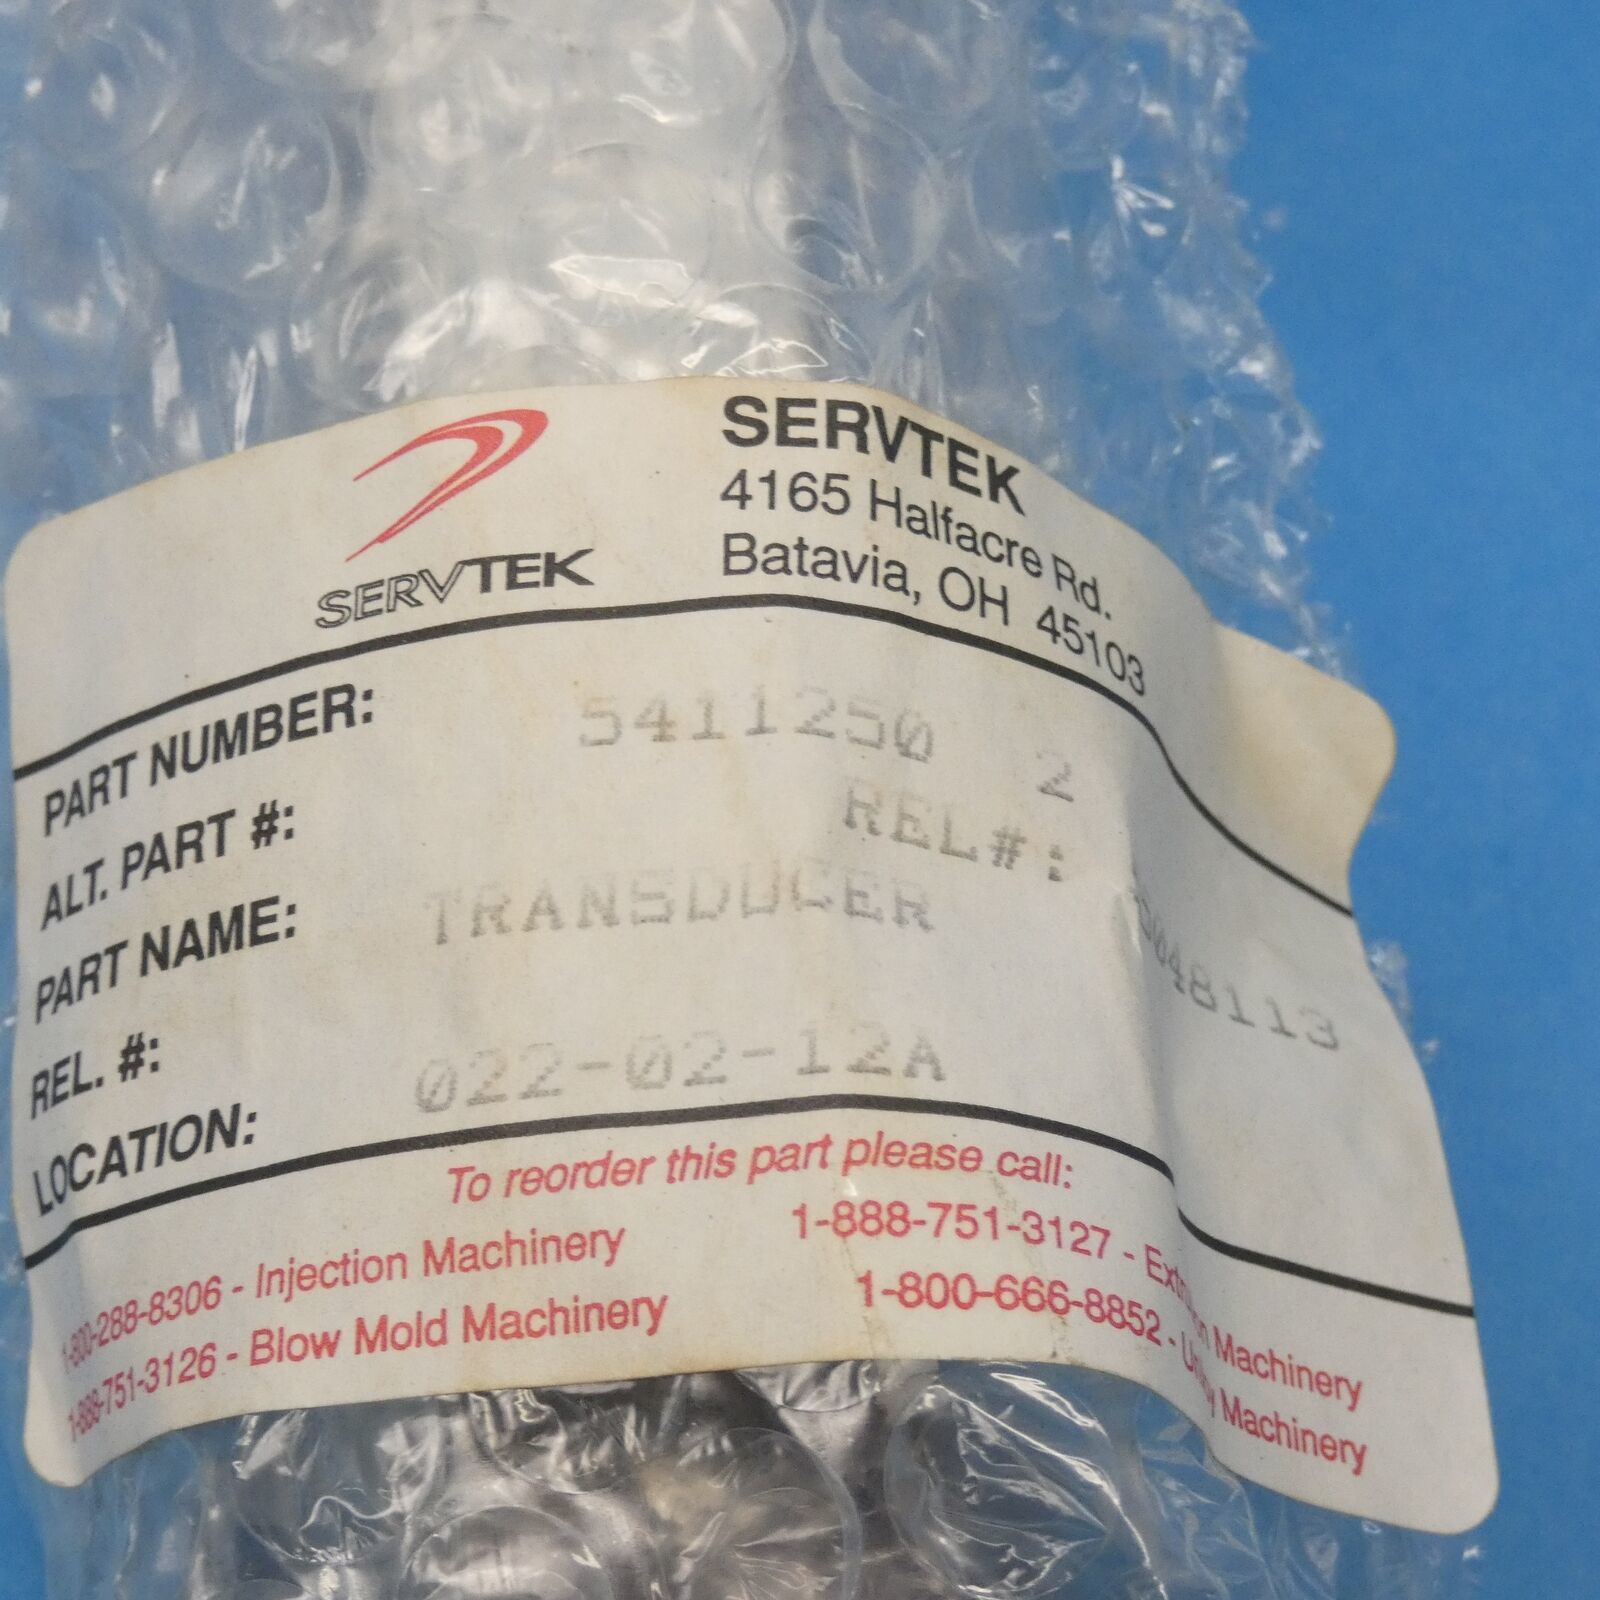 SERVTEK
SERVTEK
4165 Halfacre Rd.
Batavia, OH 45103
PART NUMBER: 5411250 2
ALT. PART #: REL#:
PART NAME: TRANSDUCER
REL. #:
LOCATION: 022-02-12A
To reorder this part please call:
1-800-288-8306 - Injection Machinery 1-888-751-3127 - Extrusion Machinery
1-888-751-3126 - Blow Mold Machinery 1-800-666-8852 - Machinery